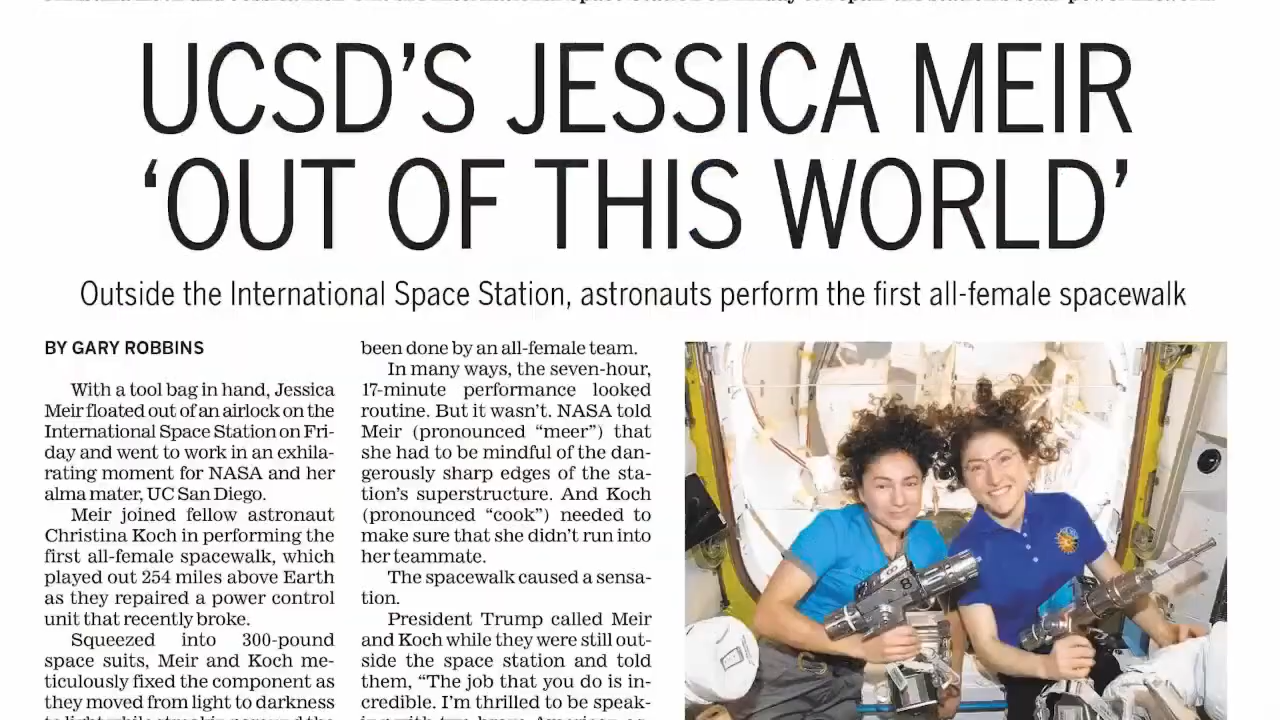 UCSD'S JESSICA MEIR
'OUT OF THIS WORLD'
Outside the International Space Station, astronauts perform the first all-female spacewalk
BY GARY ROBBINS
With a tool bag in hand, Jessica
Meir floated out of an airlock on the
International Space Station on Fri-
day and went to work in an exhila-
rating moment for NASA and her
alma mater, UC San Diego.
Meir joined fellow astronaut
Christina Koch in performing the
first all-female spacewalk, which
played out 254 miles above Earth
as they repaired a power control
unit that recently broke.
Squeezed into 300-pound
space suits, Meir and Koch me-
ticulously fixed the component as
they moved from light to darkness
been done by an all-female team.
In many ways, the seven-hour,
17-minute performance looked
routine. But it wasn't. NASA told
Meir (pronounced “meer”) that
she had to be mindful of the dan-
gerously sharp edges of the sta-
tion's superstructure. And Koch
(pronounced “cook”) needed to
make sure that she didn't run into
her teammate.
The spacewalk caused a sensa-
tion.
President Trump called Meir
and Koch while they were still out-
side the space station and told
them, “The job that you do is in-
credible. I'm thrilled to be speak-